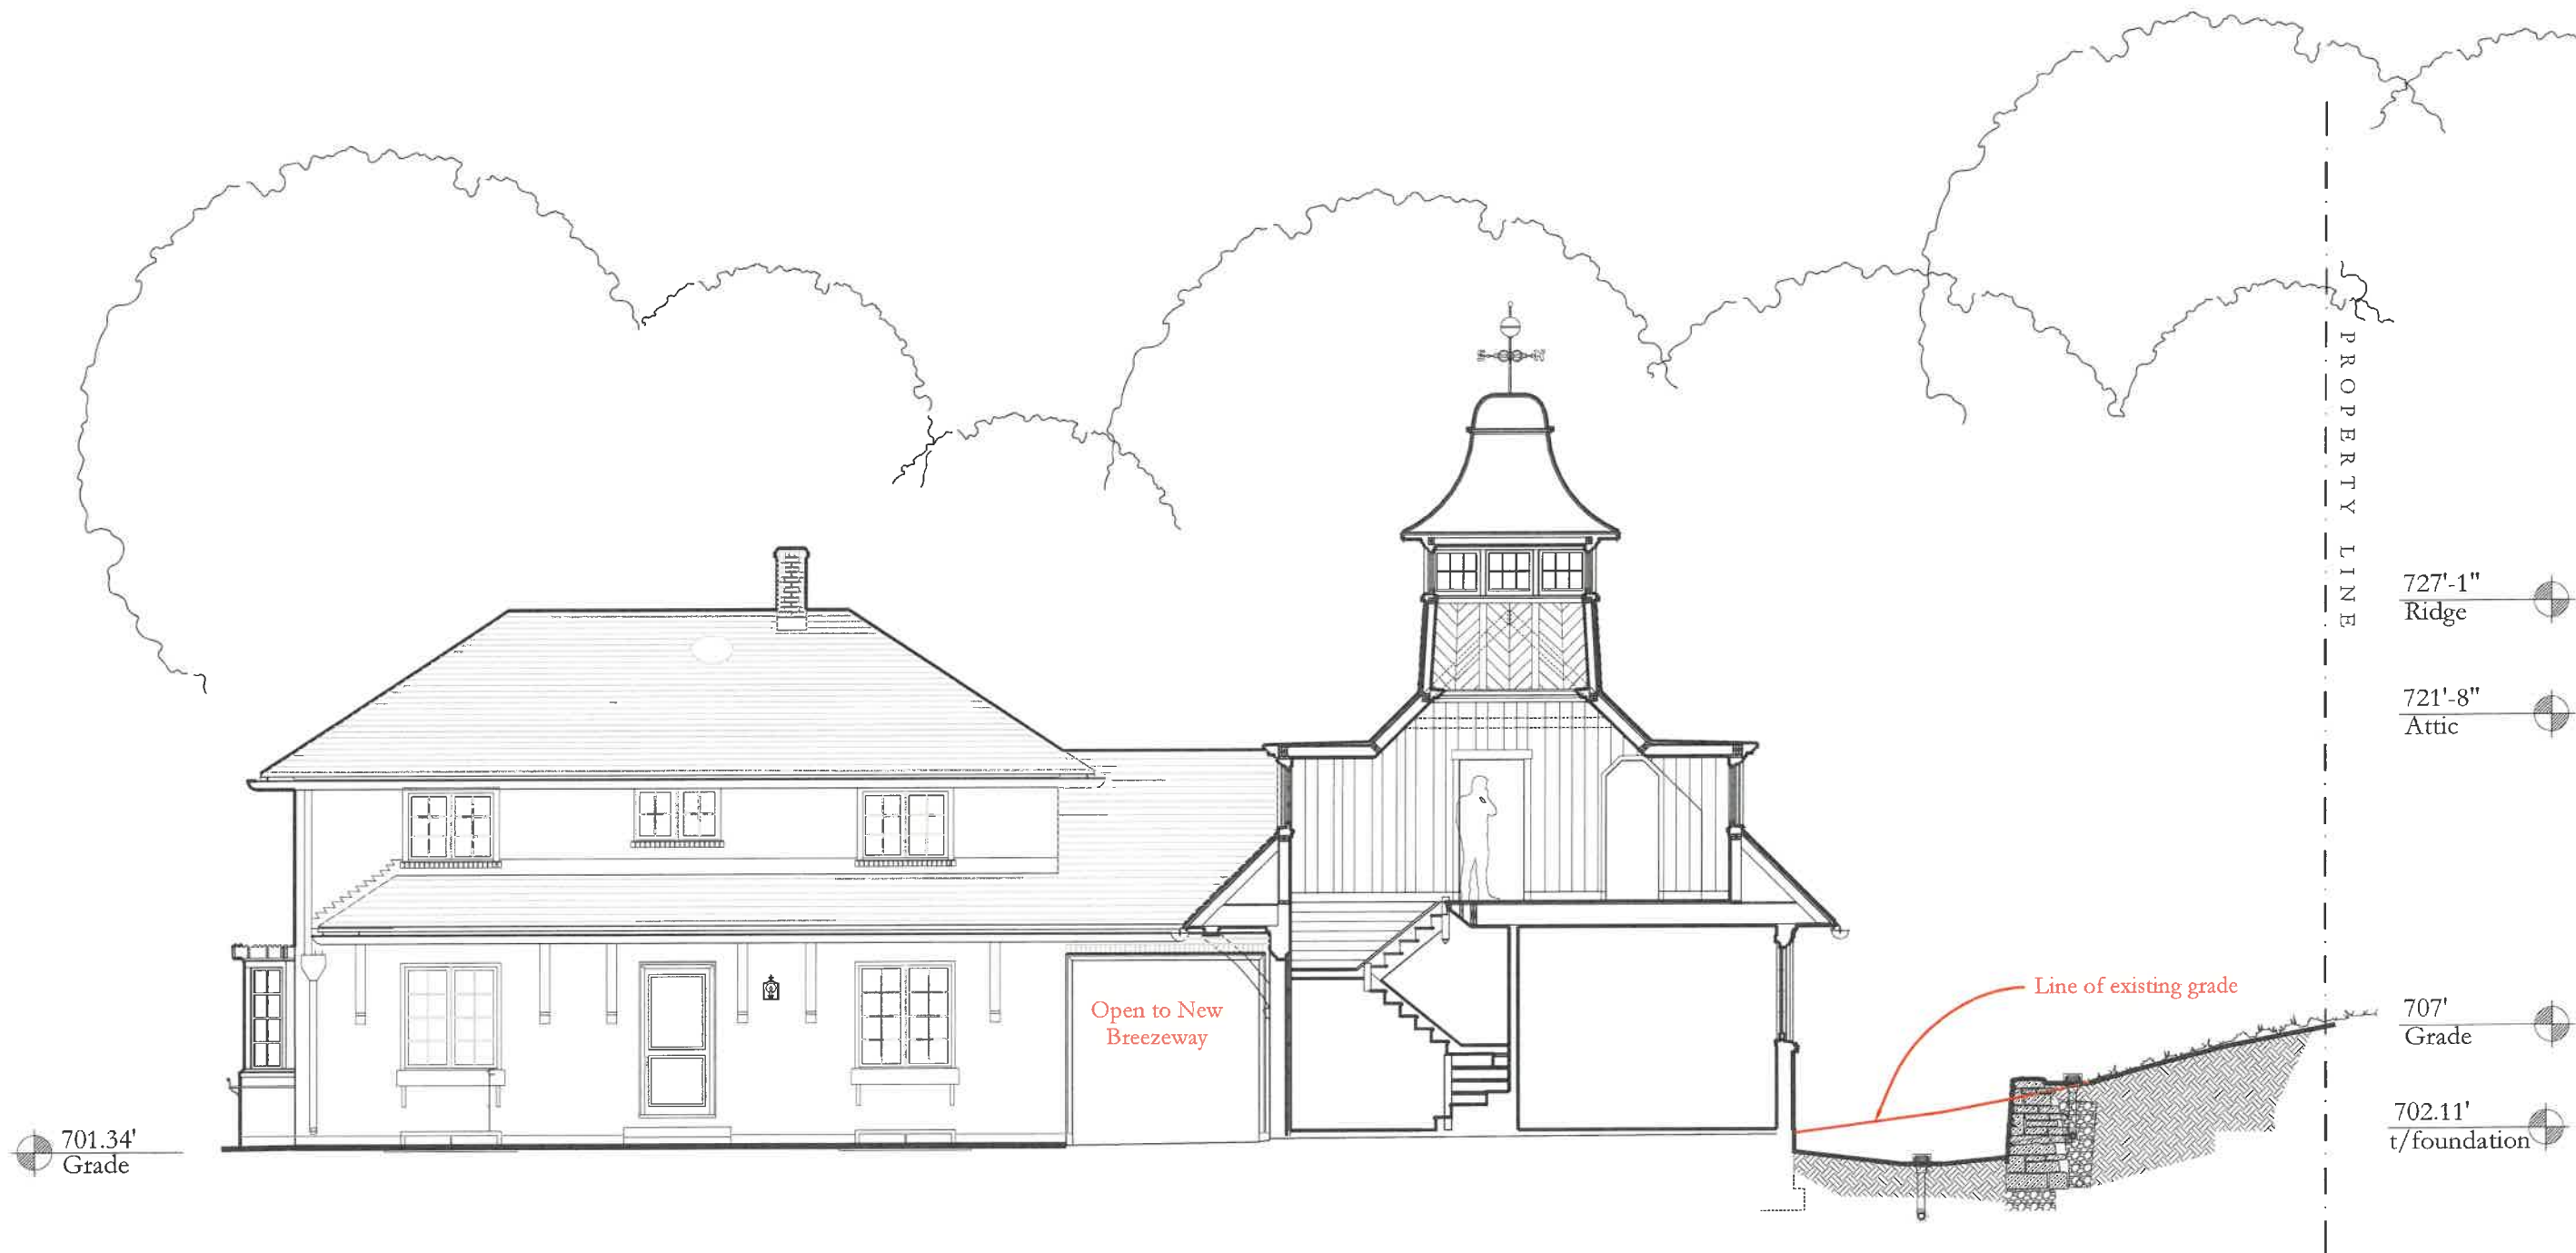 S N
PROPERTY LINE
727'-1"
Ridge
721'-8"
Attic
Line of existing grade
Open to New
Breezeway
707'
Grade
702.11'
t/foundation
701.34'
Grade